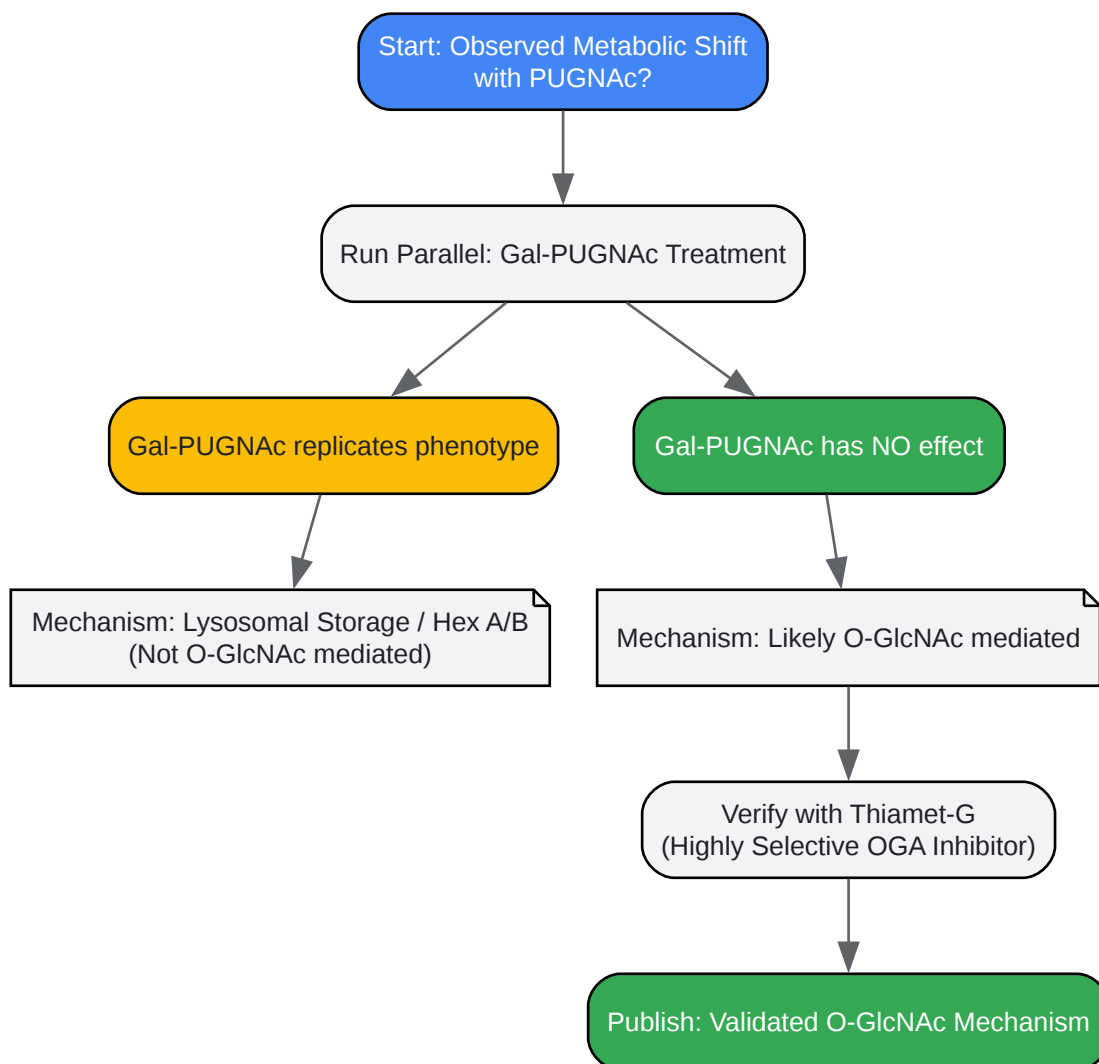 Start: Observed Metabolic Shift
with PUGNAc?
Run Parallel: Gal-PUGNAc Treatment
Gal-PUGNAc replicates phenotype
Gal-PUGNAc has NO effect
Mechanism: Lysosomal Storage / Hex A/B
(Not O-GlcNAc mediated)
Mechanism: Likely O-GlcNAc mediated
Verify with Thiamet-G
(Highly Selective OGA Inhibitor)
Publish: Validated O-GlcNAc Mechanism